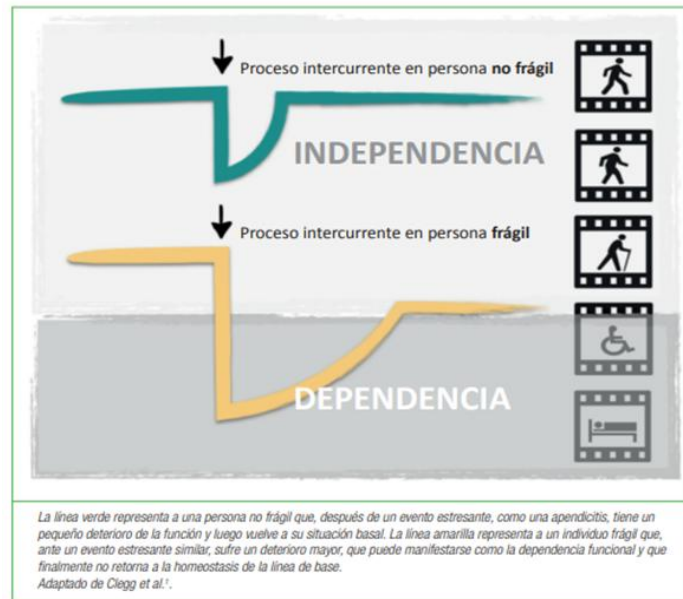 Proceso intercurrente en persona no frágil
INDEPENDENCIA
Proceso intercurrente en persona frágil
DEPENDENCIA
La línea verde representa a una persona no frágil que, después de un evento estresante, como una apendicitis, tiene un
pequeño deterioro de la función y luego vuelve a su situación basal. La línea amarilla representa a un individuo frágil que,
ante un evento estresante similar, sufre un deterioro mayor, que puede manifestarse como la dependencia funcional y que
finalmente no retorna a la homeostasis de la línea de base.
Adaptado de Clegg et al.¹.